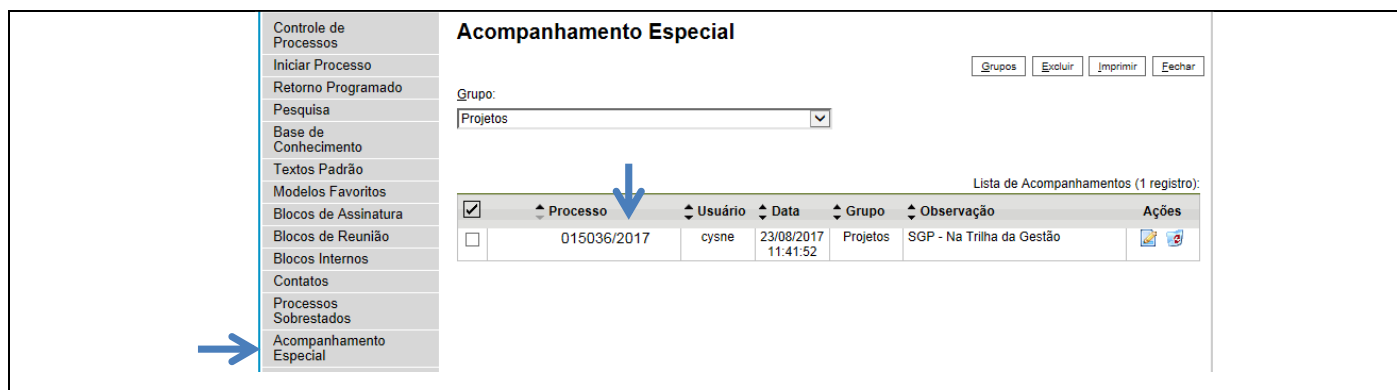 Controle de
Processos
Iniciar Processo
Retorno Programado
Pesquisa
Base de
Conhecimento
Textos Padrão
Modelos Favoritos
Blocos de Assinatura
Blocos de Reunião
Blocos Internos
Contatos
Processos
Sobrestados
Acompanhamento
Especial
Acompanhamento Especial
Grupos Excluir Imprimir Fechar
Grupo:
Projetos
Lista de Acompanhamentos (1 registro):
Processo Usuário Data Grupo Observação Ações
015036/2017 cysne 23/08/2017 Projetos SGP - Na Trilha da Gestão
11:41:52